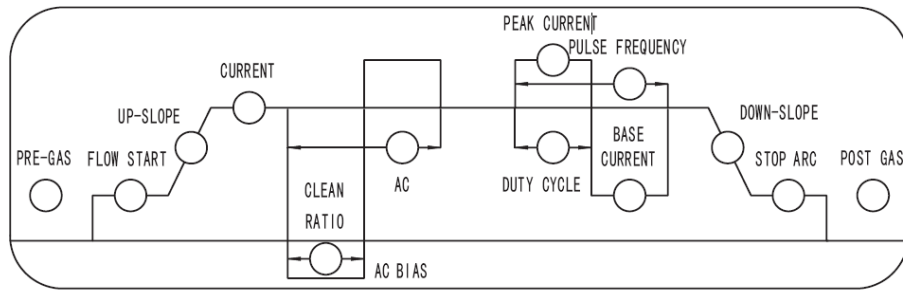 PEAK CURRENT
PULSE FREQUENCY
CURRENT
UP-SLOPE
DOWN-SLOPE
PRE-GAS
FLOW START
AC
DUTY CYCLE
BASE
CURRENT
STOP ARC
POST GAS
CLEAN
RATIO
AC BIAS